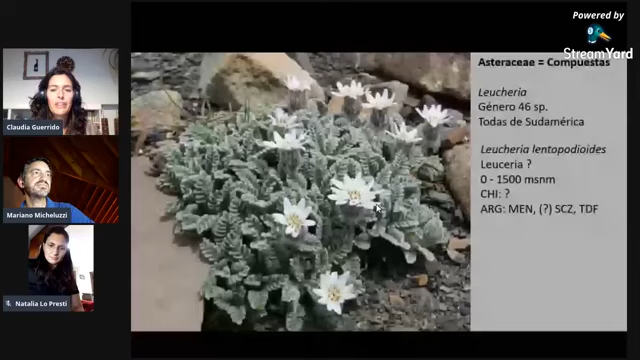 Powered by
StreamYard
Asteraceae = Compuestas
Leucheria
Género 46 sp.
Todas de Sudamérica
Leucheria lentopodioides
Leuceria ?
0 - 1500 msnm
CHI: ?
ARG: MEN, (?) SCZ, TDF
Claudia Guerrido
Mariano Micheluzzi
Natalia Lo Presti